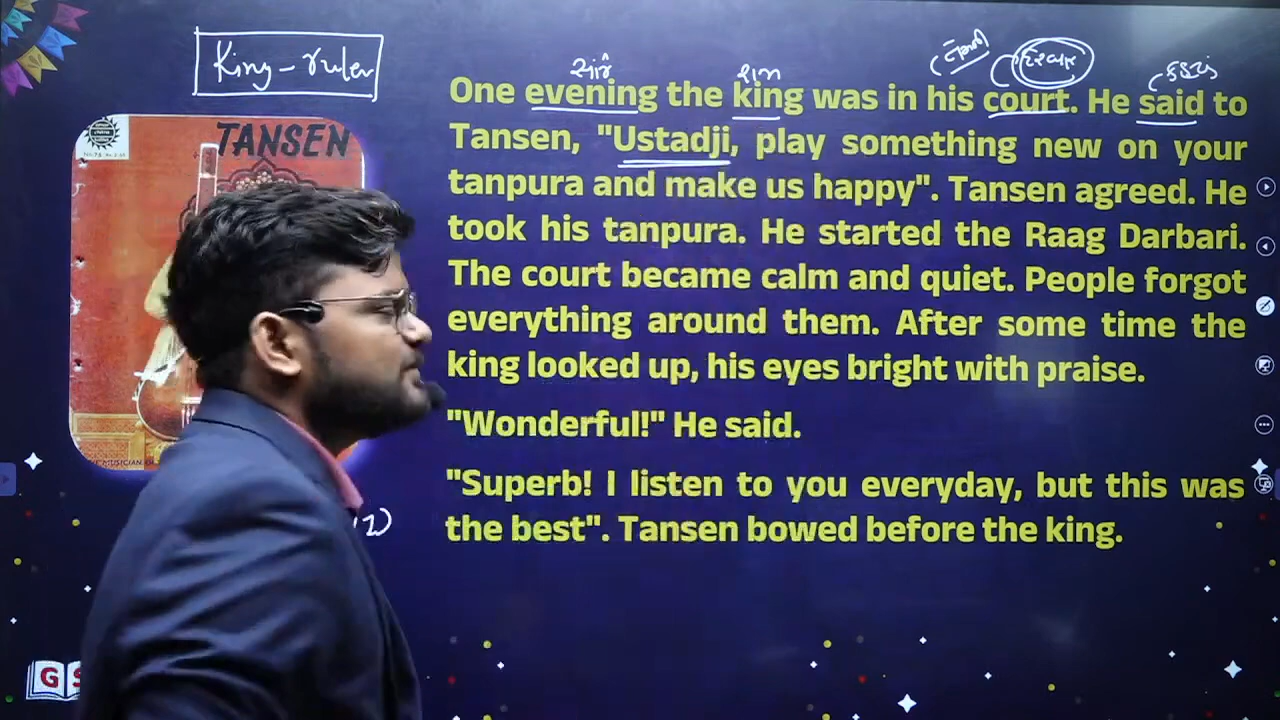 King - ruler
TANSEN
One evening the king was in his court. He said to
Tansen, "Ustadji, play something new on your
tanpura and make us happy". Tansen agreed. He
took his tanpura. He started the Raag Darbari.
The court became calm and quiet. People forgot
everything around them. After some time the
king looked up, his eyes bright with praise.
"Wonderful!" He said.
"Superb! I listen to you everyday, but this was
the best". Tansen bowed before the king.
G